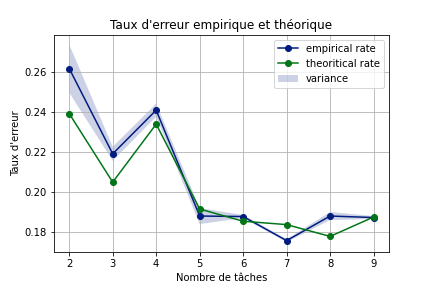 Taux d'erreur empirique et théorique
empirical rate
theoritical rate
variance
Taux d'erreur
0.26
0.24
0.22
0.20
0.18
2 3 4 5 6 7 8 9
Nombre de tâches